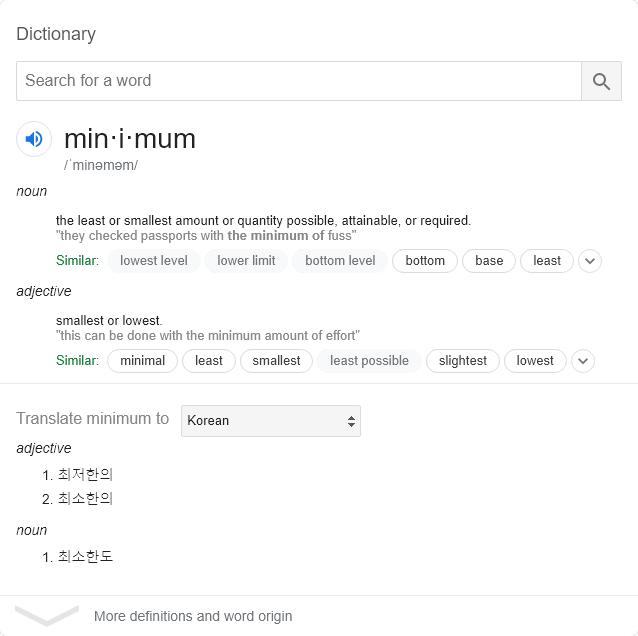 Dictionary
Search for a word
min·i·mum
/ˈminəməm/
noun
the least or smallest amount or quantity possible, attainable, or required.
"they checked passports with the minimum of fuss"
Similar: lowest level lower limit bottom level bottom base least
adjective
smallest or lowest.
"this can be done with the minimum amount of effort"
Similar: minimal least smallest least possible slightest lowest
Translate minimum to Korean
adjective
1. 최저한의
2. 최소한의
noun
1. 최소한도
More definitions and word origin